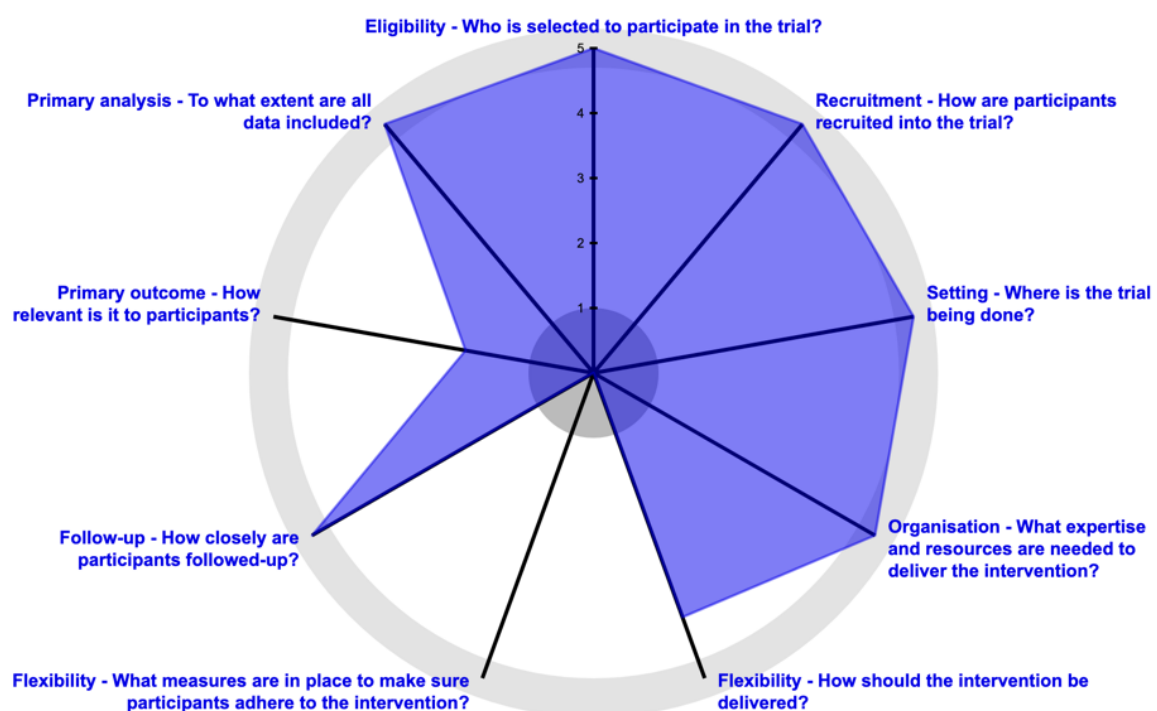 Eligibility - Who is selected to participate in the trial?
5
4
3
2
1
Recruitment - How are participants
recruited into the trial?
Setting - Where is the trial
being done?
Organisation - What expertise
and resources are needed to
deliver the intervention?
Flexibility - How should the intervention be
delivered?
Flexibility - What measures are in place to make sure
participants adhere to the intervention?
Follow-up - How closely are
participants followed-up?
Primary outcome - How
relevant is it to participants?
Primary analysis - To what extent are all
data included?